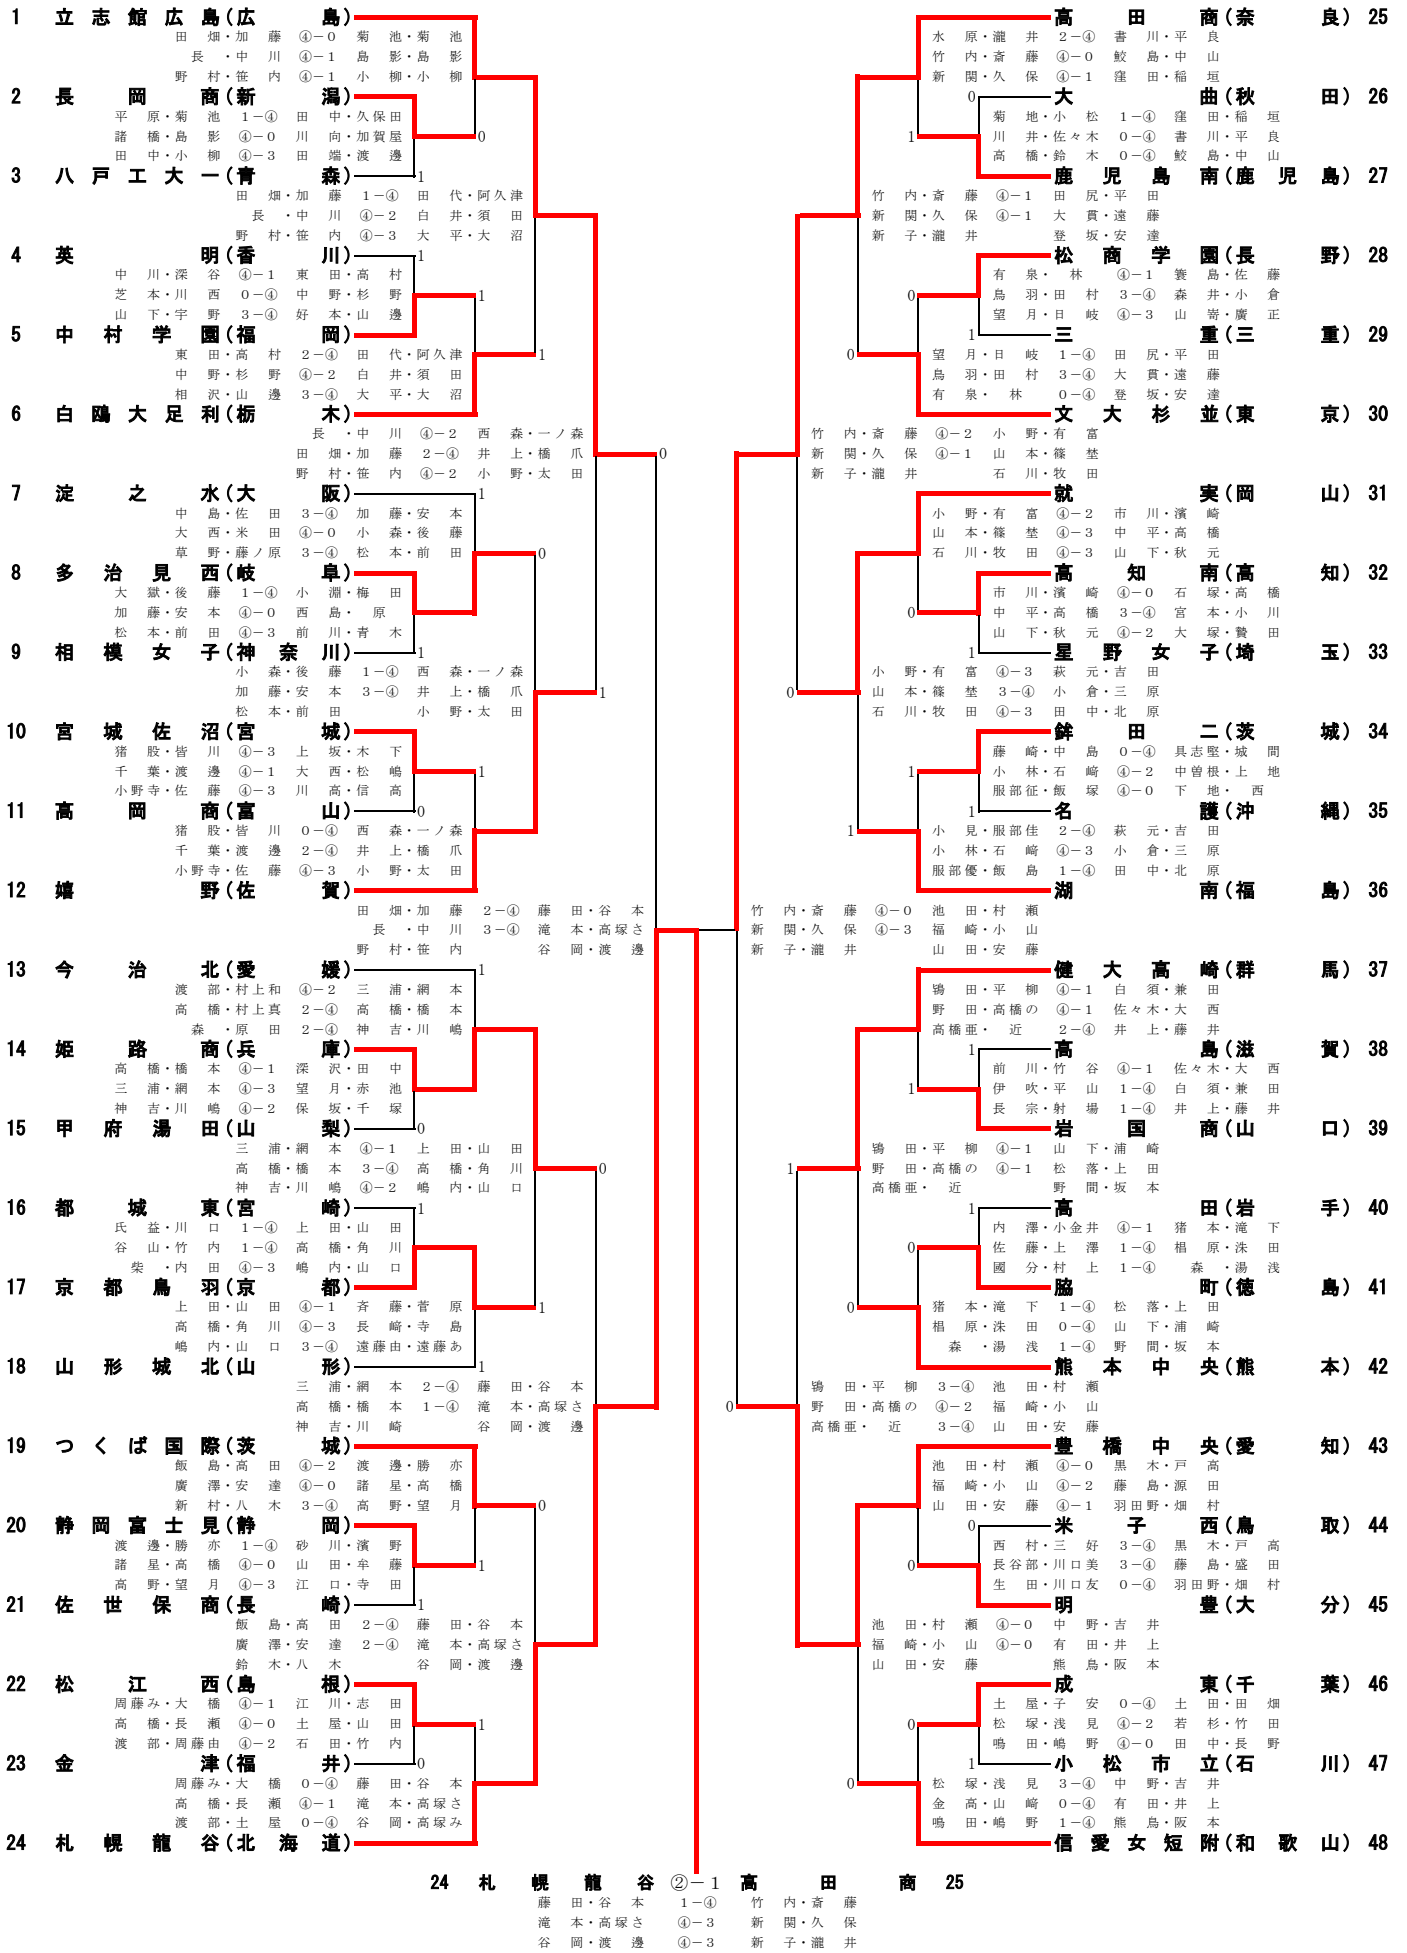 1 立志館広島(広島)
田畑・加藤 ④－0 菊池・菊池
長・中川 ④－1 島影・島影
野村・笹内 ④－1 小柳・小柳
2 長岡商(新潟)
0
平原・菊池 1－④ 田中・久保田
諸橋・島影 ④－0 川向・加賀屋
田中・小柳 ④－3 田端・渡邊
3 八戸工大一(青森)
1
田畑・加藤 1－④ 田代・阿久津
長・中川 ④－2 白井・須田
野村・笹内 ④－3 大平・大沼
4 英明(香川)
1
中川・深谷 ④－1 東田・高村
芝本・川西 0－④ 中野・杉野
山下・宇野 3－④ 好本・山邊
1
5 中村学園(福岡)
東田・高村 2－④ 田代・阿久津
中野・杉野 ④－2 白井・須田
相沢・山邊 3－④ 大平・大沼
1
6 白鴎大足利(栃木)
長・中川 ④－2 西森・一ノ森
田畑・加藤 2－④ 井上・橋爪
野村・笹内 ④－2 小野・太田
0
7 淀之水(大阪)
1
中島・佐田 3－④ 加藤・安本
大西・米田 ④－0 小森・後藤
草野・藤ノ原 3－④ 松本・前田
0
8 多治見西(岐阜)
大嶽・後藤 1－④ 小淵・梅田
加藤・安本 ④－0 西島・原
松本・前田 ④－3 前川・青木
9 相模女子(神奈川)
1
小森・後藤 1－④ 西森・一ノ森
加藤・安本 3－④ 井上・橋爪
松本・前田 小野・太田
1
10 宮城佐沼(宮城)
猪股・皆川 ④－3 上坂・木下
千葉・渡邊 ④－1 大西・松嶋
小野寺・佐藤 ④－3 川高・信高
1
11 高岡商(富山)
0
猪股・皆川 0－④ 西森・一ノ森
千葉・渡邊 2－④ 井上・橋爪
小野寺・佐藤 ④－3 小野・太田
12 嬉野(佐賀)
田畑・加藤 2－④ 藤田・谷本
長・中川 3－④ 滝本・高塚さ
野村・笹内 谷岡・渡邊
13 今治北(愛媛)
1
渡部・村上和 ④－2 三浦・網本
高橋・村上真 2－④ 高橋・橋本
森・原田 2－④ 神吉・川嶋
14 姫路商(兵庫)
高橋・橋本 ④－1 深沢・田中
三浦・網本 ④－3 望月・赤池
神吉・川嶋 ④－2 保坂・千塚
15 甲府湯田(山梨)
0
三浦・網本 ④－1 上田・山田
高橋・橋本 3－④ 高橋・角川
神吉・川嶋 ④－2 嶋内・山口
0
16 都城東(宮崎)
1
氏益・川口 1－④ 上田・山田
谷山・竹内 1－④ 高橋・角川
柴・内田 ④－3 嶋内・山口
17 京都鳥羽(京都)
上田・山田 ④－1 斉藤・菅原
高橋・角川 ④－3 長崎・寺島
嶋内・山口 3－④ 遠藤由・遠藤あ
1
18 山形城北(山形)
1
三浦・網本 2－④ 藤田・谷本
高橋・橋本 1－④ 滝本・高塚さ
神吉・川崎 谷岡・渡邊
19 つくば国際(茨城)
飯島・高田 ④－2 渡邊・勝亦
廣澤・安達 ④－0 諸星・高橋
新村・八木 3－④ 高野・望月
0
20 静岡富士見(静岡)
渡邊・勝亦 1－④ 砂川・濱野
諸星・高橋 ④－0 山田・牟藤
高野・望月 ④－3 江口・寺田
1
21 佐世保商(長崎)
1
飯島・高田 2－④ 藤田・谷本
廣澤・安達 2－④ 滝本・高塚さ
鈴木・八木 谷岡・渡邊
22 松江西(島根)
周藤み・大橋 ④－1 江川・志田
高橋・長瀬 ④－0 土屋・山田
渡部・周藤由 ④－2 石田・竹内
1
23 金津(福井)
0
周藤み・大橋 0－④ 藤田・谷本
高橋・長瀬 ④－1 滝本・高塚さ
渡部・土屋 0－④ 谷岡・高塚み
24 札幌龍谷(北海道)
高田商(奈良) 25
水原・瀧井 2－④ 書川・平良
竹内・斎藤 ④－0 鮫島・中山
新関・久保 ④－1 窪田・稲垣
0
大曲(秋田) 26
菊地・小松 1－④ 窪田・稲垣
川井・佐々木 0－④ 書川・平良
高橋・鈴木 0－④ 鮫島・中山
1
鹿児島南(鹿児島) 27
竹内・斎藤 ④－1 田尻・平田
新関・久保 ④－1 大貫・遠藤
新子・瀧井 登坂・安達
松商学園(長野) 28
有泉・林 ④－1 簑島・佐藤
鳥羽・田村 3－④ 森井・小倉
望月・日岐 ④－3 山嵜・廣正
0
1
三重(三重) 29
望月・日岐 1－④ 田尻・平田
鳥羽・田村 3－④ 大貫・遠藤
有泉・林 0－④ 登坂・安達
0
文大杉並(東京) 30
竹内・斎藤 ④－2 小野・有富
新関・久保 ④－1 山本・篠埜
新子・瀧井 石川・牧田
就実(岡山) 31
小野・有富 ④－2 市川・濱崎
山本・篠埜 ④－3 中平・高橋
石川・牧田 ④－3 山下・秋元
高知南(高知) 32
市川・濱崎 ④－0 石塚・高橋
中平・高橋 3－④ 宮本・小川
山下・秋元 ④－2 大塚・贄田
0
1
星野女子(埼玉) 33
小野・有富 ④－3 萩元・吉田
山本・篠埜 3－④ 小倉・三原
石川・牧田 ④－3 田中・北原
0
鉾田二(茨城) 34
藤崎・中島 0－④ 具志堅・城間
小林・石崎 ④－2 中曽根・上地
服部征・飯塚 ④－0 下地・西
1
1
名護(沖縄) 35
小見・服部佳 2－④ 萩元・吉田
小林・石崎 ④－3 小倉・三原
服部優・飯島 1－④ 田中・北原
1
湖南(福島) 36
竹内・斎藤 ④－0 池田・村瀬
新関・久保 ④－3 福崎・小山
新子・瀧井 山田・安藤
健大高崎(群馬) 37
鴇田・平柳 ④－1 白須・兼田
野田・高橋の ④－1 佐々木・大西
高橋亜・近 2－④ 井上・藤井
1
高島(滋賀) 38
前川・竹谷 ④－1 佐々木・大西
伊吹・平山 1－④ 白須・兼田
長宗・射場 1－④ 井上・藤井
1
岩国商(山口) 39
鴇田・平柳 ④－1 山下・浦崎
野田・高橋の ④－1 松落・上田
高橋亜・近 野間・坂本
1
高田(岩手) 40
1
内澤・小金井 ④－1 猪本・滝下
佐藤・上澤 1－④ 椙原・洙田
國分・村上 1－④ 森・湯浅
0
脇町(徳島) 41
猪本・滝下 1－④ 松落・上田
椙原・洙田 0－④ 山下・浦崎
森・湯浅 1－④ 野間・坂本
0
熊本中央(熊本) 42
鴇田・平柳 3－④ 池田・村瀬
野田・高橋の ④－2 福崎・小山
高橋亜・近 3－④ 山田・安藤
0
豊橋中央(愛知) 43
池田・村瀬 ④－0 黒木・戸高
福崎・小山 ④－2 藤島・源田
山田・安藤 ④－1 羽田野・畑村
0
米子西(鳥取) 44
西村・三好 3－④ 黒木・戸高
長谷部・川口美 3－④ 藤島・盛田
生田・川口友 0－④ 羽田野・畑村
0
明豊(大分) 45
池田・村瀬 ④－0 中野・吉井
福崎・小山 ④－0 有田・井上
山田・安藤 熊鳥・阪本
成東(千葉) 46
土屋・子安 0－④ 土田・田畑
松塚・浅見 ④－2 若杉・竹田
鳴田・嶋野 ④－0 田中・長野
0
1
小松市立(石川) 47
松塚・浅見 3－④ 中野・吉井
金高・山崎 0－④ 有田・井上
鳴田・嶋野 1－④ 熊鳥・阪本
0
信愛女短附(和歌山) 48
24 札幌龍谷 ②－1 高田商 25
藤田・谷本 1－④ 竹内・斎藤
滝本・高塚さ ④－3 新関・久保
谷岡・渡邊 ④－3 新子・瀧井